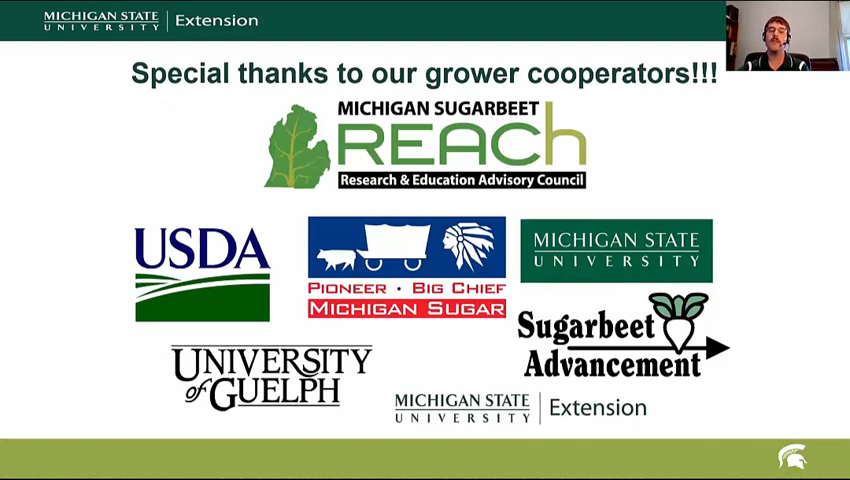 MICHIGAN STATE
UNIVERSITY
Extension
Special thanks to our grower cooperators!!!
MICHIGAN SUGARBEET
REACh
Research & Education Advisory Council
USDA
PIONEER • BIG CHIEF
MICHIGAN SUGAR
MICHIGAN STATE
UNIVERSITY
Sugarbeet
Advancement
UNIVERSITY
of GUELPH
MICHIGAN STATE
UNIVERSITY
Extension